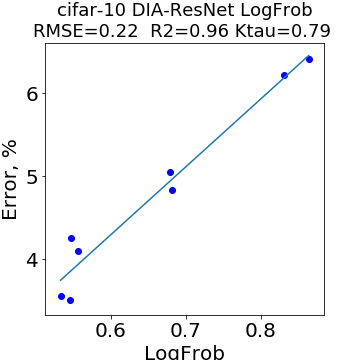 cifar-10 DIA-ResNet LogFrob
RMSE=0.22 R2=0.96 Ktau=0.79
Error, %
6
5
4
0.6 0.7 0.8
LogFrob